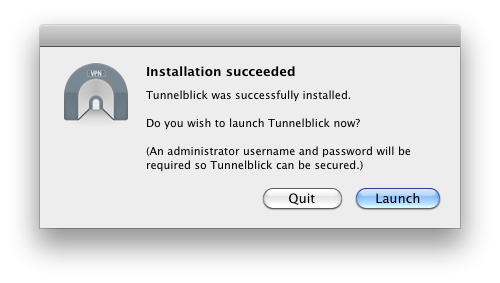 VPN
Installation succeeded
Tunnelblick was successfully installed.
Do you wish to launch Tunnelblick now?
(An administrator username and password will be
required so Tunnelblick can be secured.)
Quit
Launch